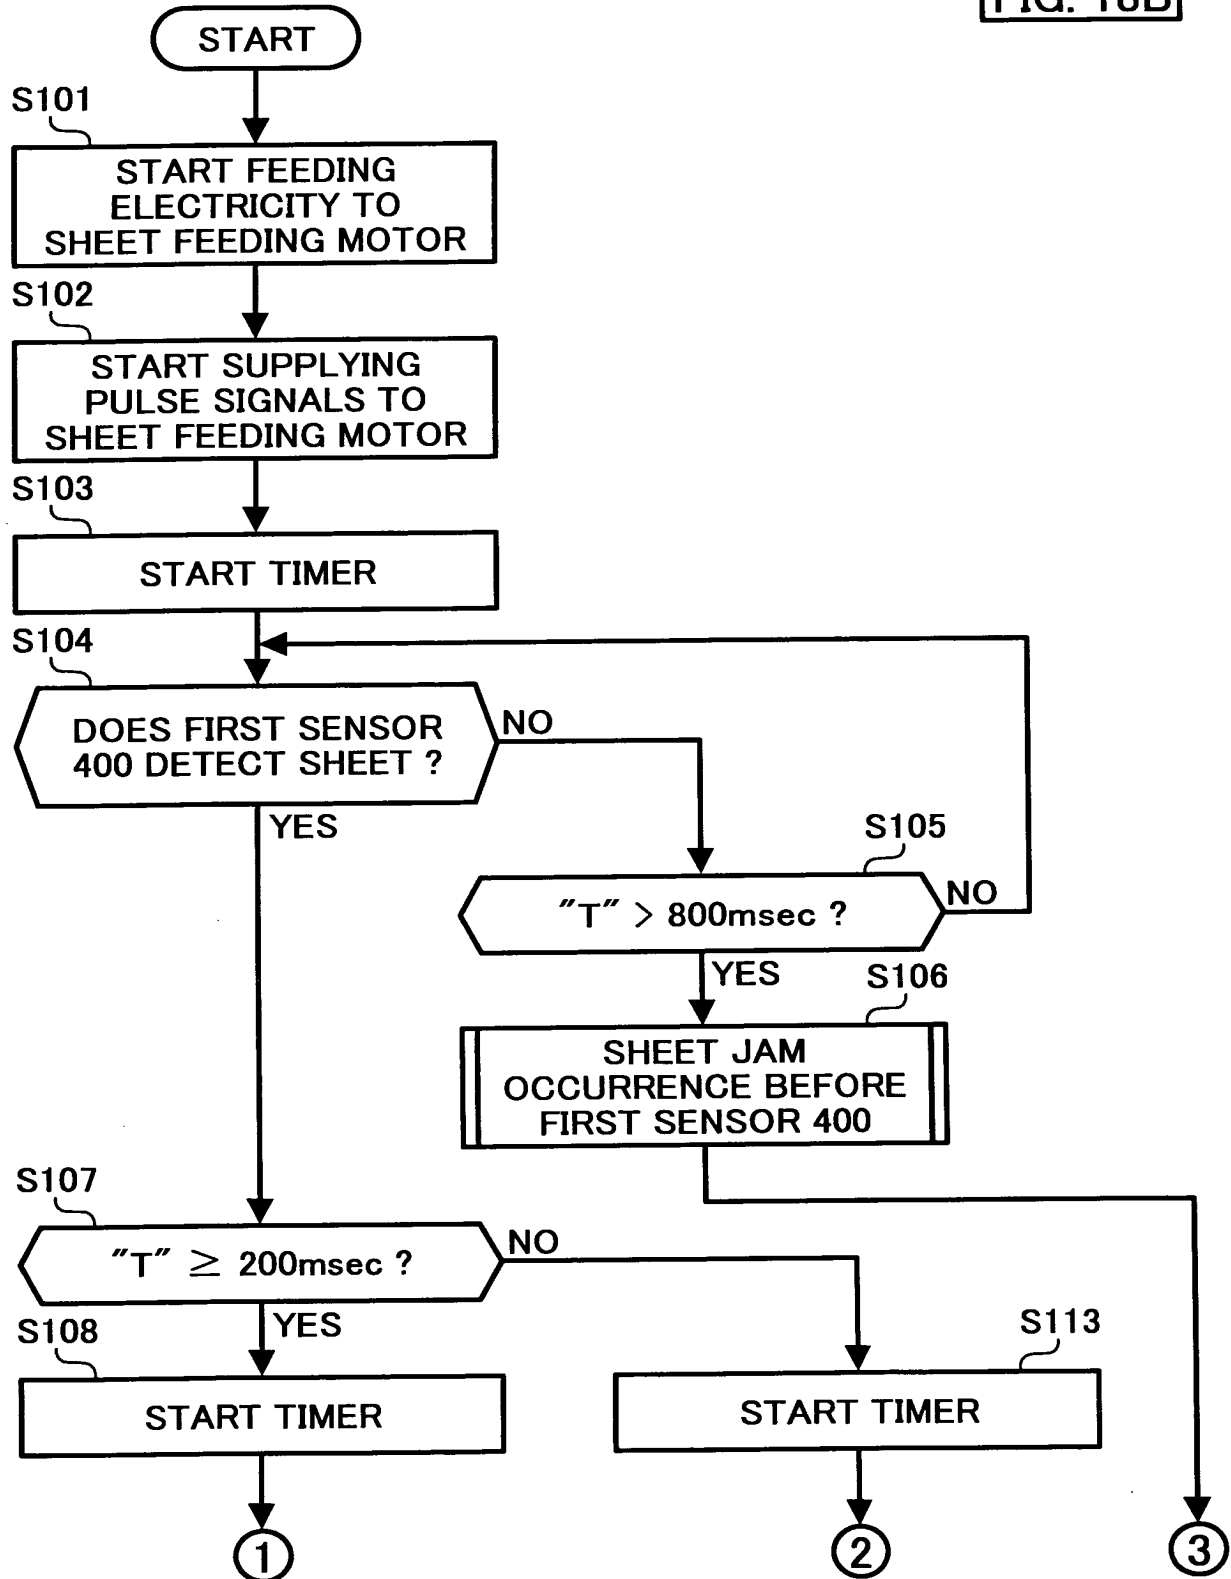 START
S101
START FEEDING
ELECTRICITY TO
SHEET FEEDING MOTOR
S102
START SUPPLYING
PULSE SIGNALS TO
SHEET FEEDING MOTOR
S103
START TIMER
S104
DOES FIRST SENSOR
400 DETECT SHEET ?
NO
YES
S105
"T" > 800msec ?
NO
YES
S106
SHEET JAM
OCCURRENCE BEFORE
FIRST SENSOR 400
S107
"T" ≥ 200msec ?
NO
YES
S108
START TIMER
S113
START TIMER
1
2
3